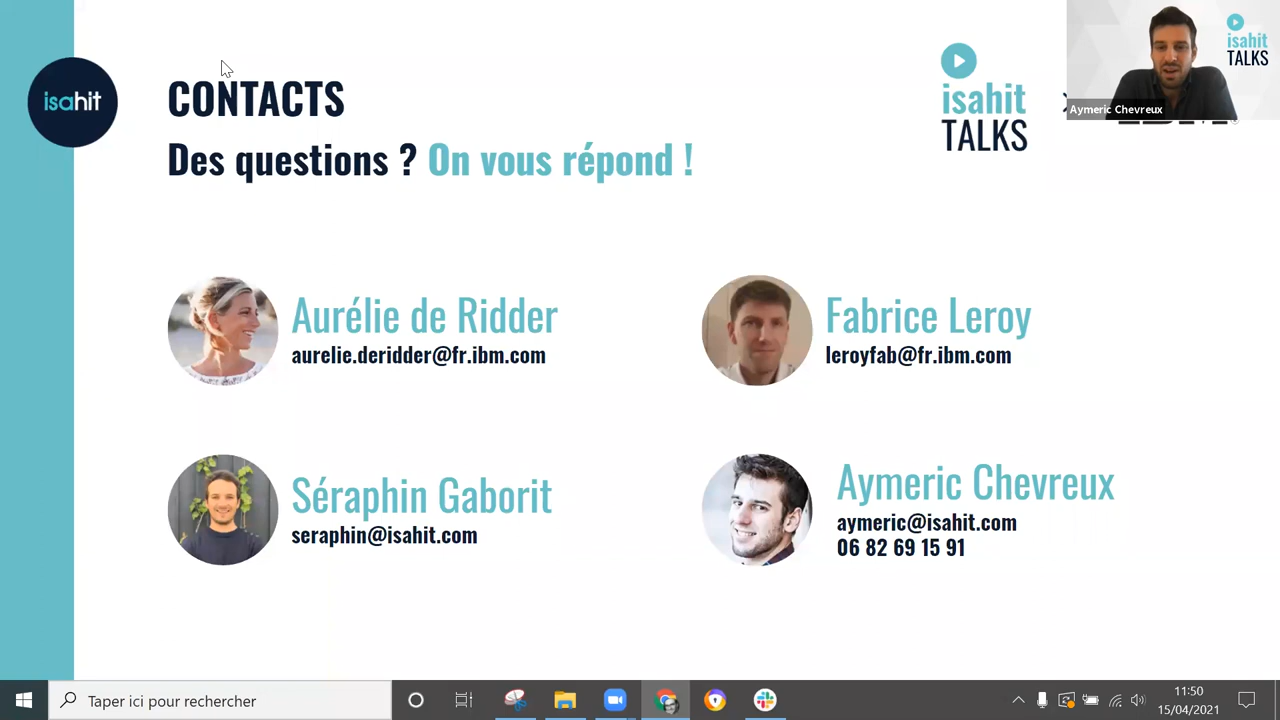 isahit
CONTACTS
Des questions ? On vous répond !
isahit
TALKS
isahit
TALKS
Aymeric Chevreux
Aurélie de Ridder
aurelie.deridder@fr.ibm.com
Fabrice Leroy
leroyfab@fr.ibm.com
Séraphin Gaborit
seraphin@isahit.com
Aymeric Chevreux
aymeric@isahit.com
06 82 69 15 91
Taper ici pour rechercher
11:50
15/04/2021